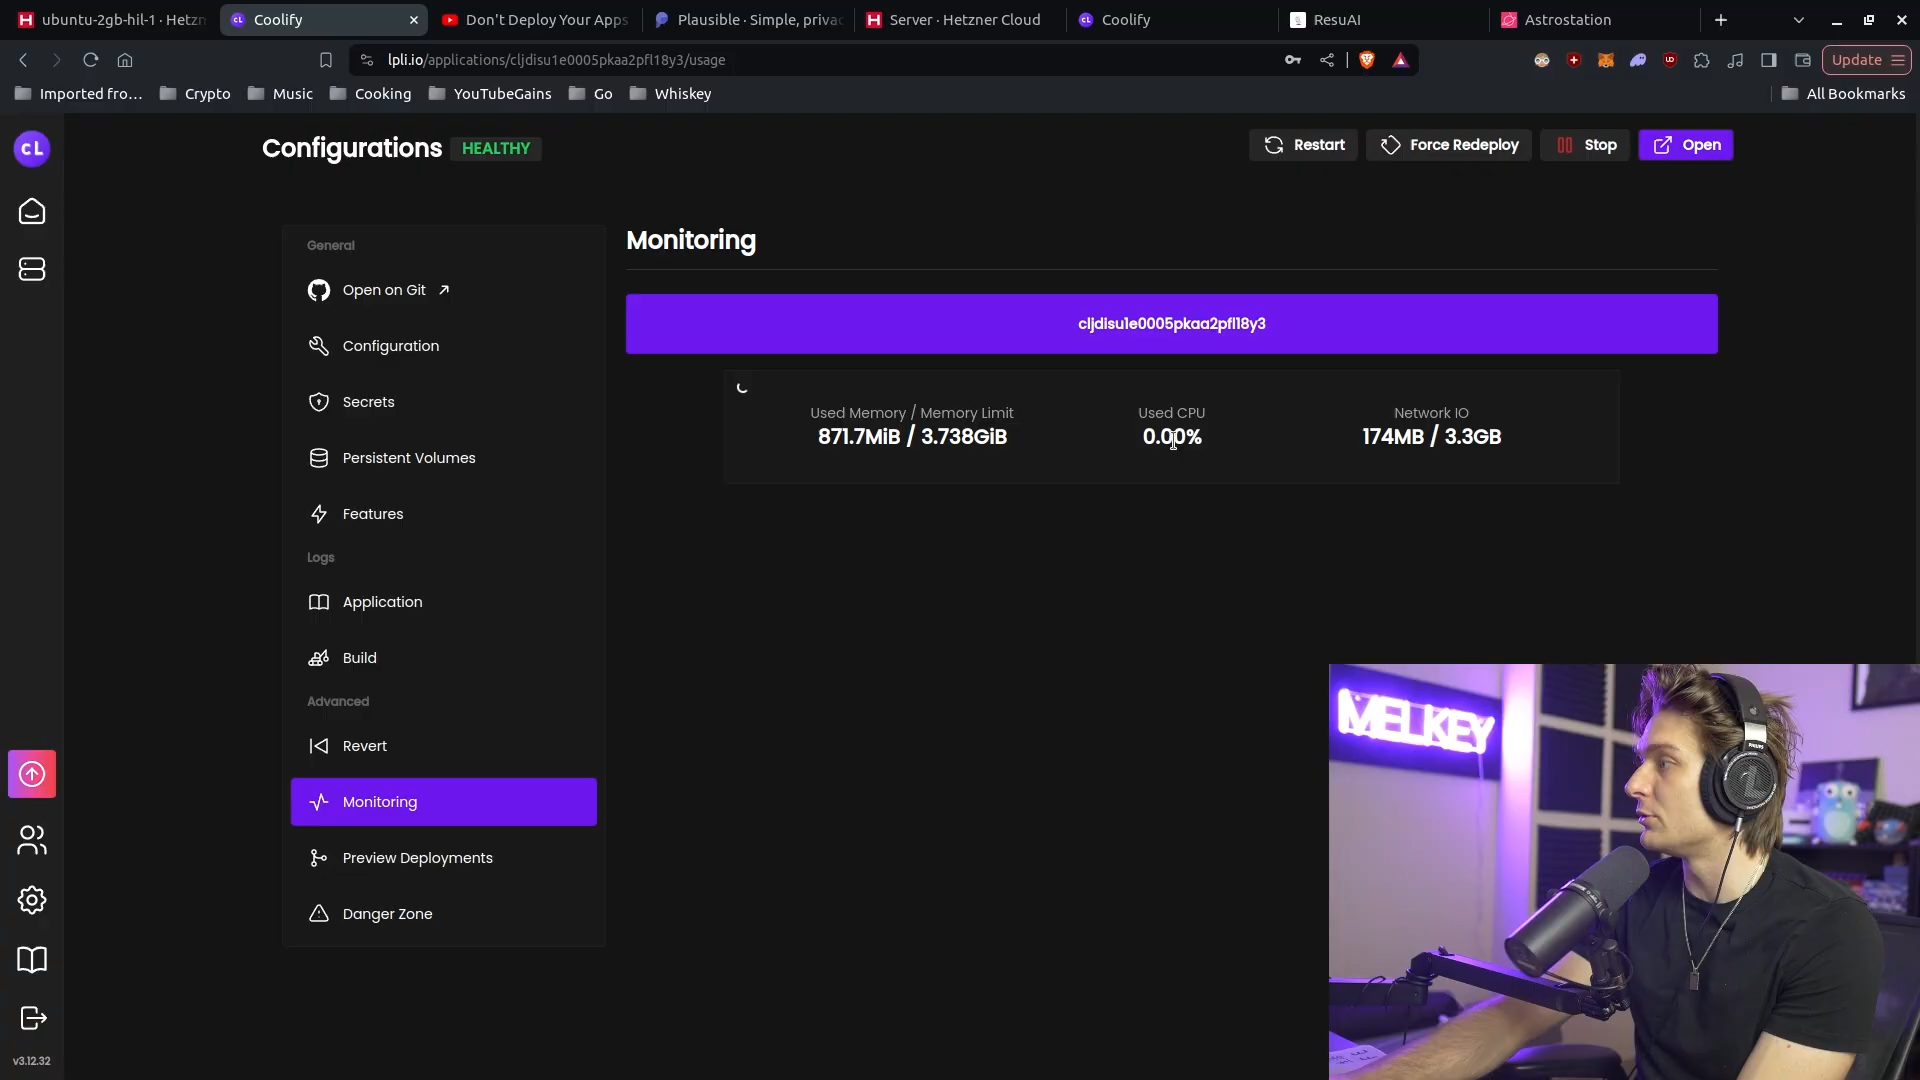 ubuntu-2gb-hil-1 · Hetzn
Coolify
Don't Deploy Your Apps
Plausible · Simple, privac
Server · Hetzner Cloud
Coolify
ResuAI
Astrostation
lpli.io/applications/cljdisu1e0005pkaa2pfl18y3/usage
Update
Imported fro...
Crypto
Music
Cooking
YouTubeGains
Go
Whiskey
All Bookmarks
CL
Configurations
HEALTHY
Restart
Force Redeploy
Stop
Open
General
Open on Git
Configuration
Secrets
Persistent Volumes
Features
Logs
Application
Build
Advanced
Revert
Monitoring
Preview Deployments
Danger Zone
v3.12.32
Monitoring
cljdisu1e0005pkaa2pfl18y3
Used Memory / Memory Limit
871.7MiB / 3.738GiB
Used CPU
0.00%
Network IO
174MB / 3.3GB
MELKEY